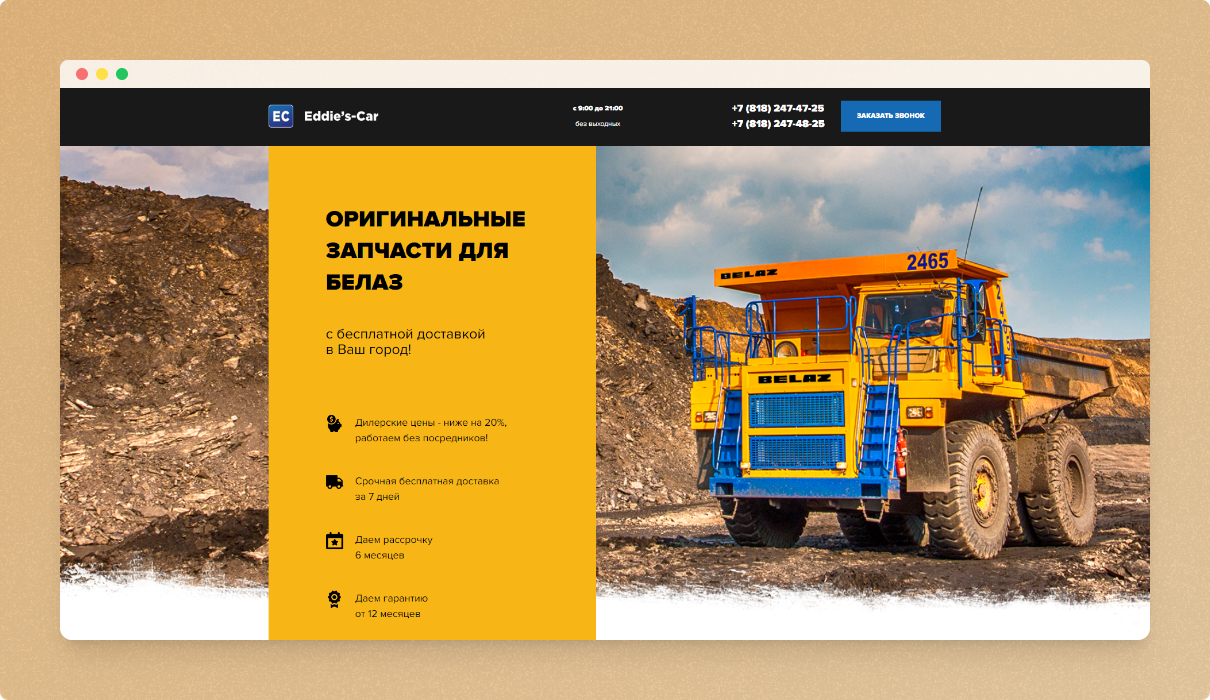 EC Eddie's-Car
с 9:00 до 21:00
без выходных
+7 (818) 247-47-25
+7 (818) 247-48-25
ЗАКАЗАТЬ ЗВОНОК
ОРИГИНАЛЬНЫЕ
ЗАПЧАСТИ ДЛЯ
БЕЛАЗ
с бесплатной доставкой
в Ваш город!
Дилерские цены - ниже на 20%,
работаем без посредников!
Срочная бесплатная доставка
за 7 дней
Даем рассрочку
6 месяцев
Даем гарантию
от 12 месяцев
BELAZ
2465
BELAZ